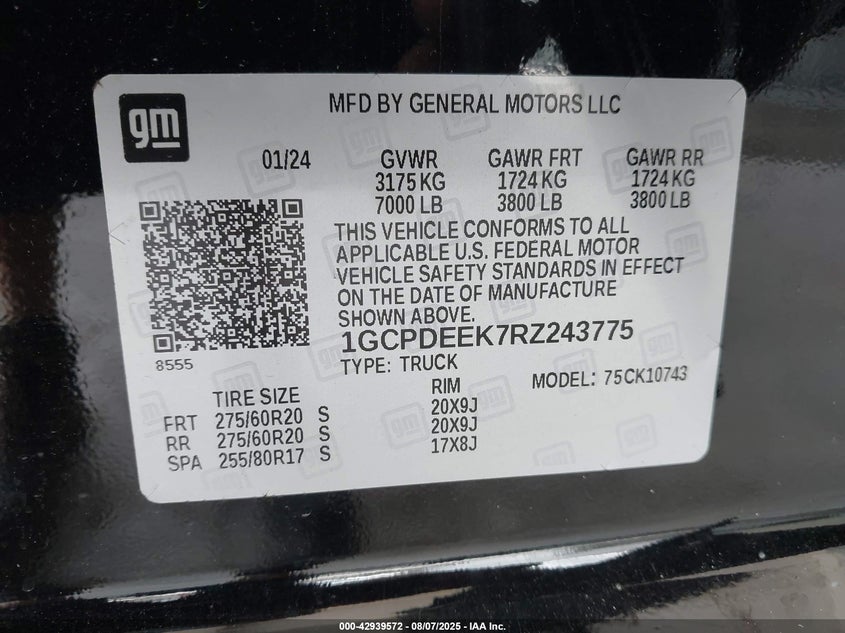 gm
MFD BY GENERAL MOTORS LLC
01/24 GVWR GAWR FRT GAWR RR
3175 KG 1724 KG 1724 KG
7000 LB 3800 LB 3800 LB
THIS VEHICLE CONFORMS TO ALL
APPLICABLE U.S. FEDERAL MOTOR
VEHICLE SAFETY STANDARDS IN EFFECT
ON THE DATE OF MANUFACTURE
SHOWN ABOVE.
1GCPDEEK7RZ243775
8555
TYPE: TRUCK
TIRE SIZE RIM MODEL: 75CK10743
FRT 275/60R20 S 20X9J
RR 275/60R20 S 20X9J
SPA 255/80R17 S 17X8J
000-42939572 - 08/07/2025 - IAA Inc.